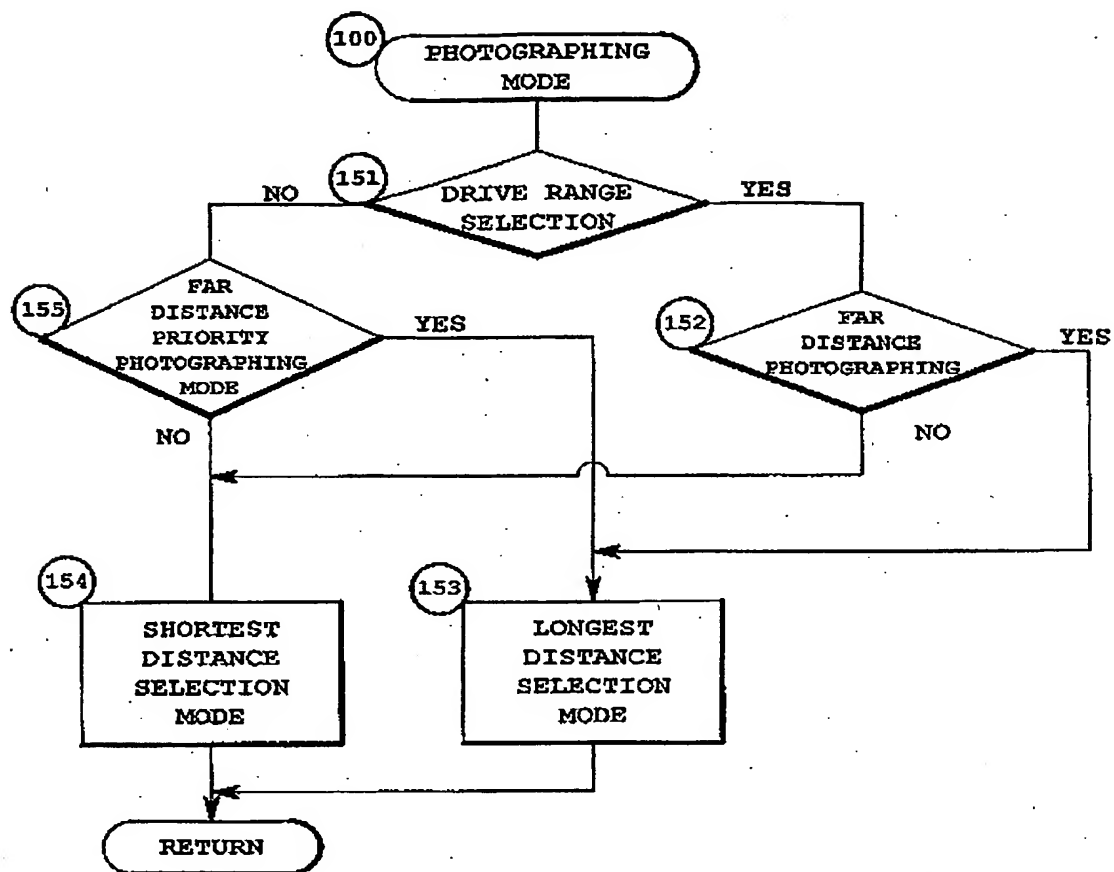 100
PHOTOGRAPHING
MODE
151
NO
DRIVE RANGE
SELECTION
YES
155
FAR
DISTANCE
PRIORITY
PHOTOGRAPHING
MODE
YES
NO
152
FAR
DISTANCE
PHOTOGRAPHING
YES
NO
154
SHORTEST
DISTANCE
SELECTION
MODE
153
LONGEST
DISTANCE
SELECTION
MODE
RETURN